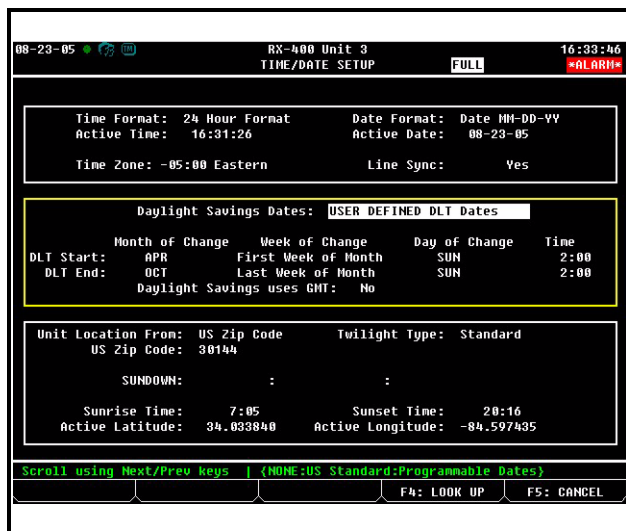 08-23-05 TM RX-400 Unit 3 16:33:46
TIME/DATE SETUP FULL *ALARM*
Time Format: 24 Hour Format Date Format: Date MM-DD-YY
Active Time: 16:31:26 Active Date: 08-23-05
Time Zone: -05:00 Eastern Line Sync: Yes
Daylight Savings Dates: USER DEFINED DLT Dates
Month of Change Week of Change Day of Change Time
DLT Start: APR First Week of Month SUN 2:00
DLT End: OCT Last Week of Month SUN 2:00
Daylight Savings uses GMT: No
Unit Location From: US Zip Code Twilight Type: Standard
US Zip Code: 30144
SUNDOWN: : :
Sunrise Time: 7:05 Sunset Time: 20:16
Active Latitude: 34.033840 Active Longitude: -84.597435
Scroll using Next/Prev keys | {NONE:US Standard:Programmable Dates}
F4: LOOK UP F5: CANCEL